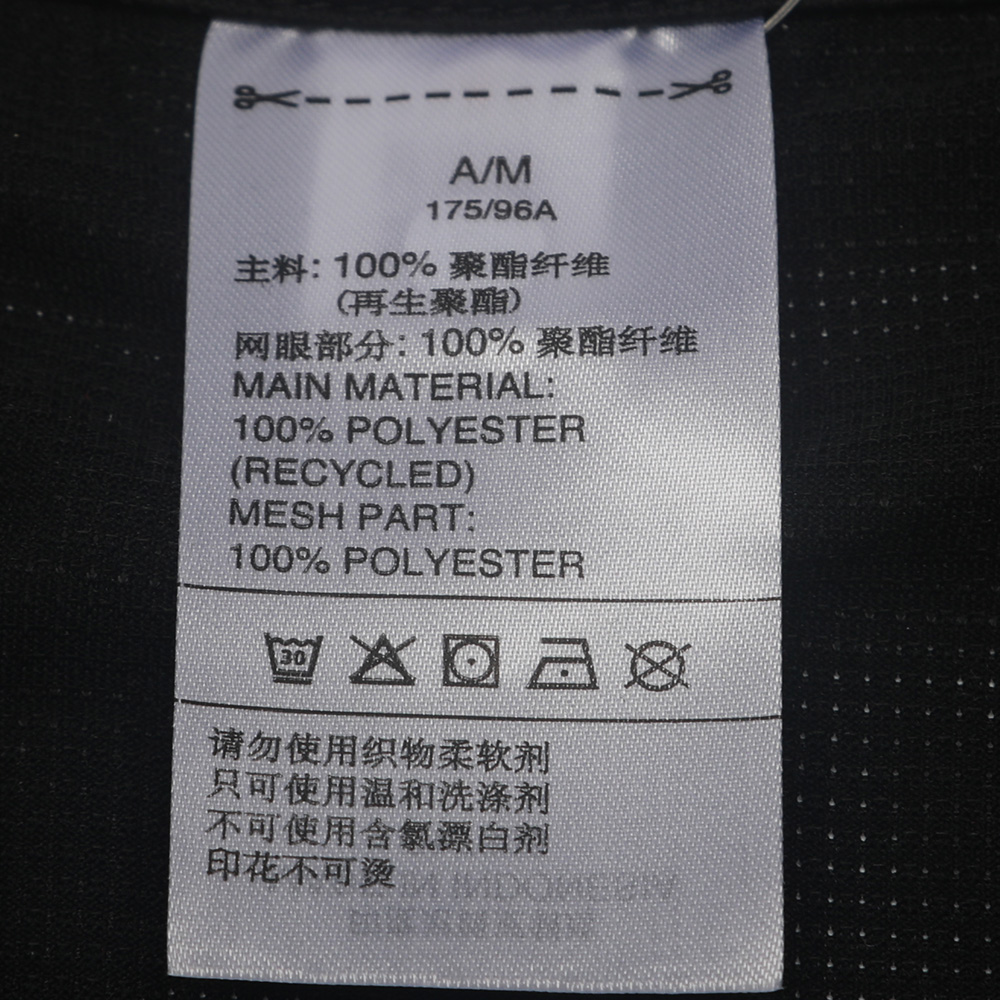 A/M
175/96A
主料: 100% 聚酯纤维
(再生聚酯)
网眼部分: 100% 聚酯纤维
MAIN MATERIAL:
100% POLYESTER
(RECYCLED)
MESH PART:
100% POLYESTER
30
请勿使用织物柔软剂
只可使用温和洗涤剂
不可使用含氯漂白剂
印花不可烫